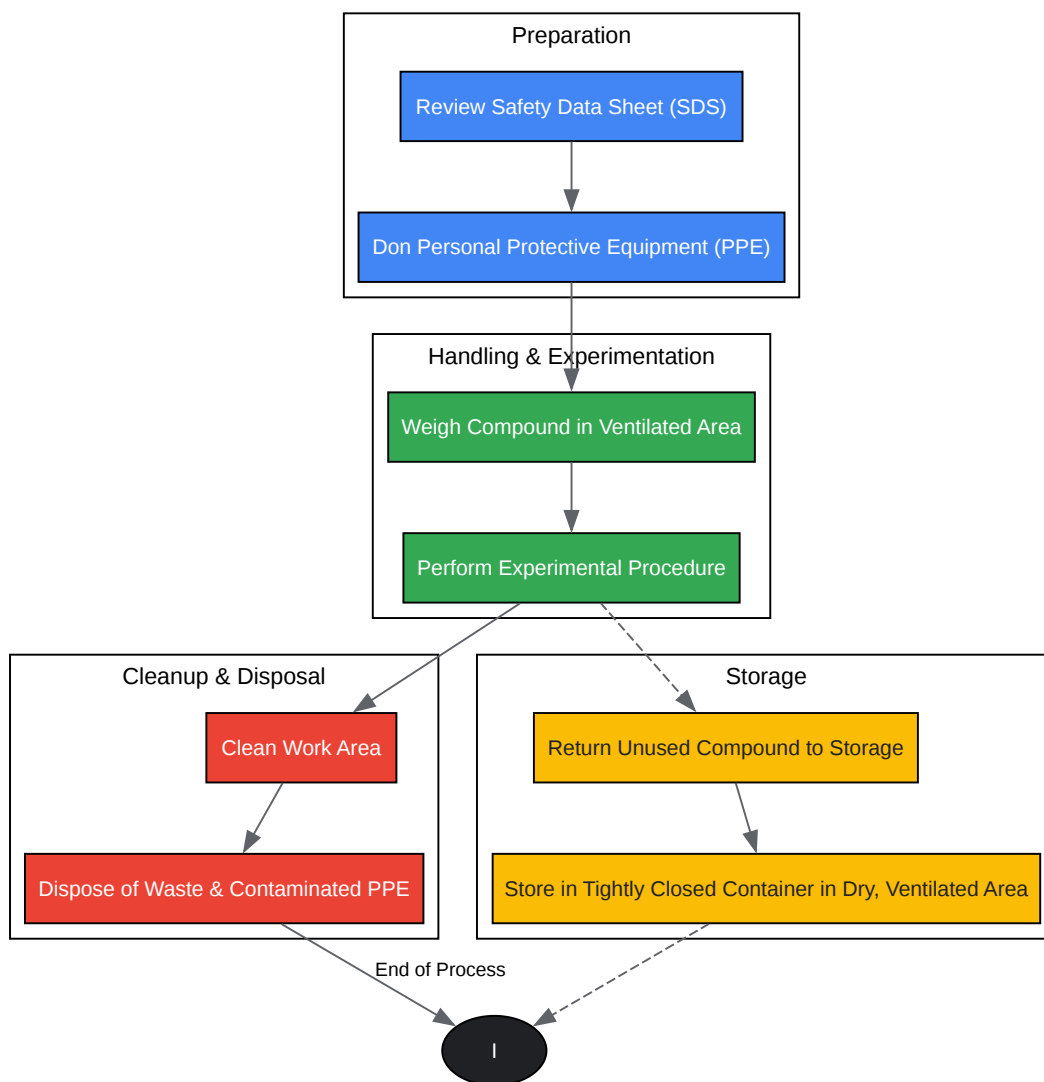 Preparation
Review Safety Data Sheet (SDS)
Don Personal Protective Equipment (PPE)
Handling & Experimentation
Weigh Compound in Ventilated Area
Perform Experimental Procedure
Cleanup & Disposal
Clean Work Area
Dispose of Waste & Contaminated PPE
Storage
Return Unused Compound to Storage
Store in Tightly Closed Container in Dry, Ventilated Area
End of Process
I